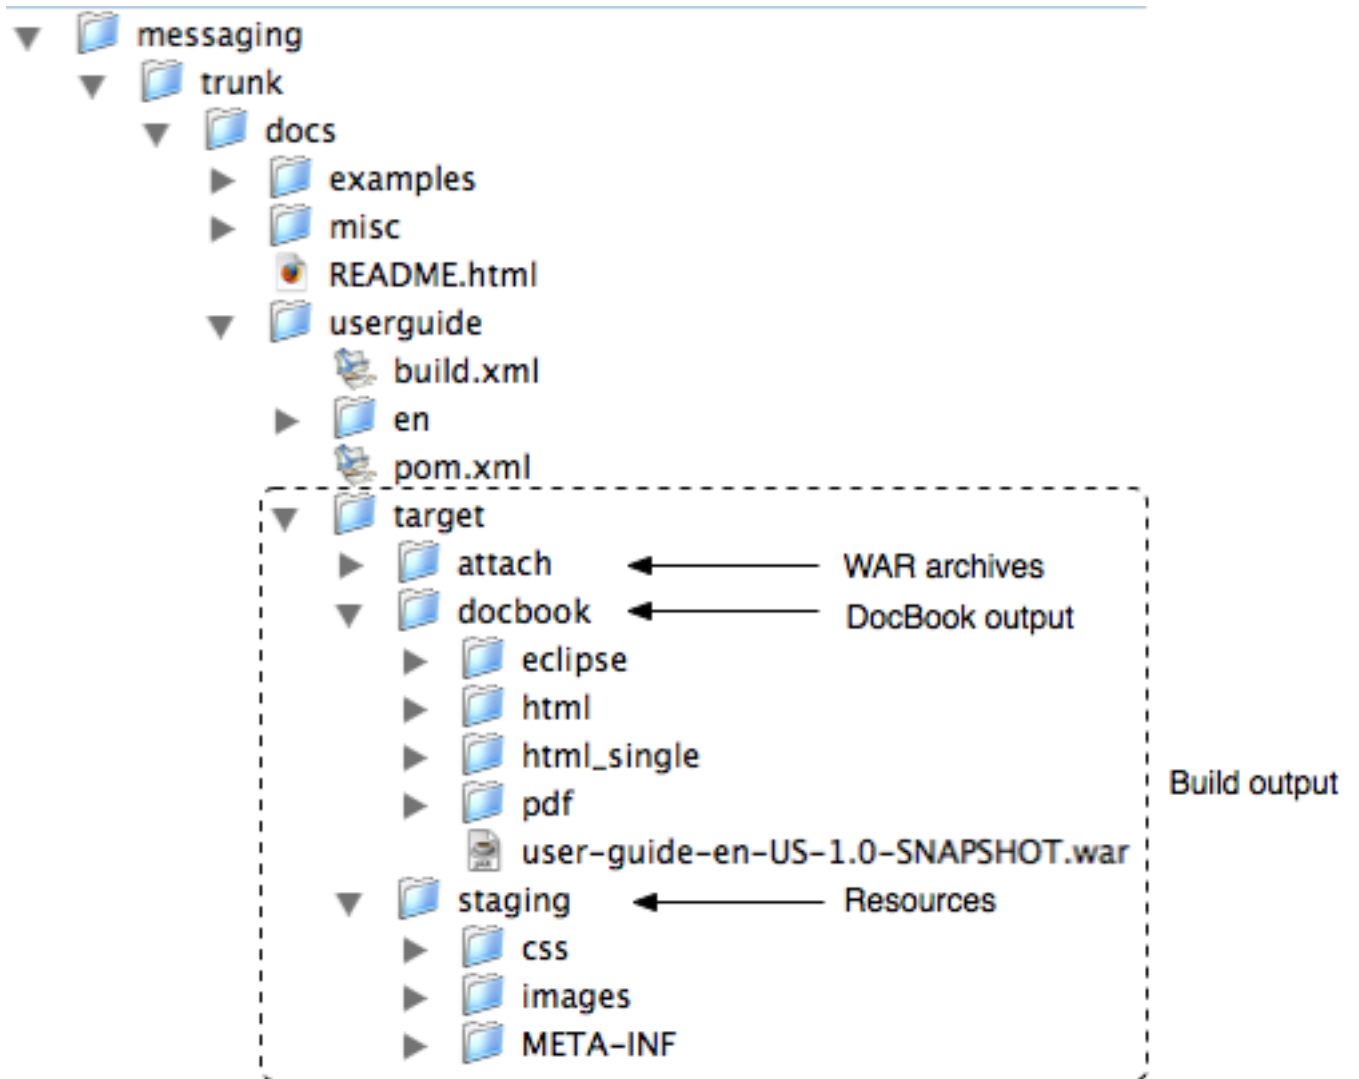 messaging
trunk
docs
examples
misc
README.html
userguide
build.xml
en
pom.xml
target
attach WAR archives
docbook DocBook output
eclipse
html
html_single
pdf
Build output
user-guide-en-US-1.0-SNAPSHOT.war
staging Resources
css
images
META-INF